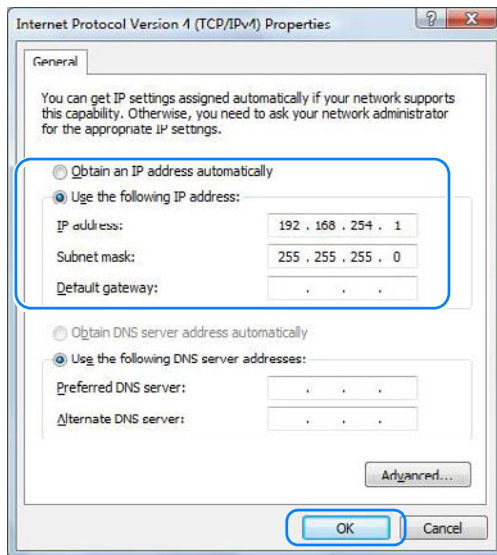 Internet Protocol Version 4 (TCP/IPv4) Properties
General
You can get IP settings assigned automatically if your network supports
this capability. Otherwise, you need to ask your network administrator
for the appropriate IP settings.
Obtain an IP address automatically
Use the following IP address:
IP address: 192 . 168 . 254 . 1
Subnet mask: 255 . 255 . 255 . 0
Default gateway: . . .
Obtain DNS server address automatically
Use the following DNS server addresses:
Preferred DNS server: . . .
Alternate DNS server: . . .
Advanced...
OK Cancel